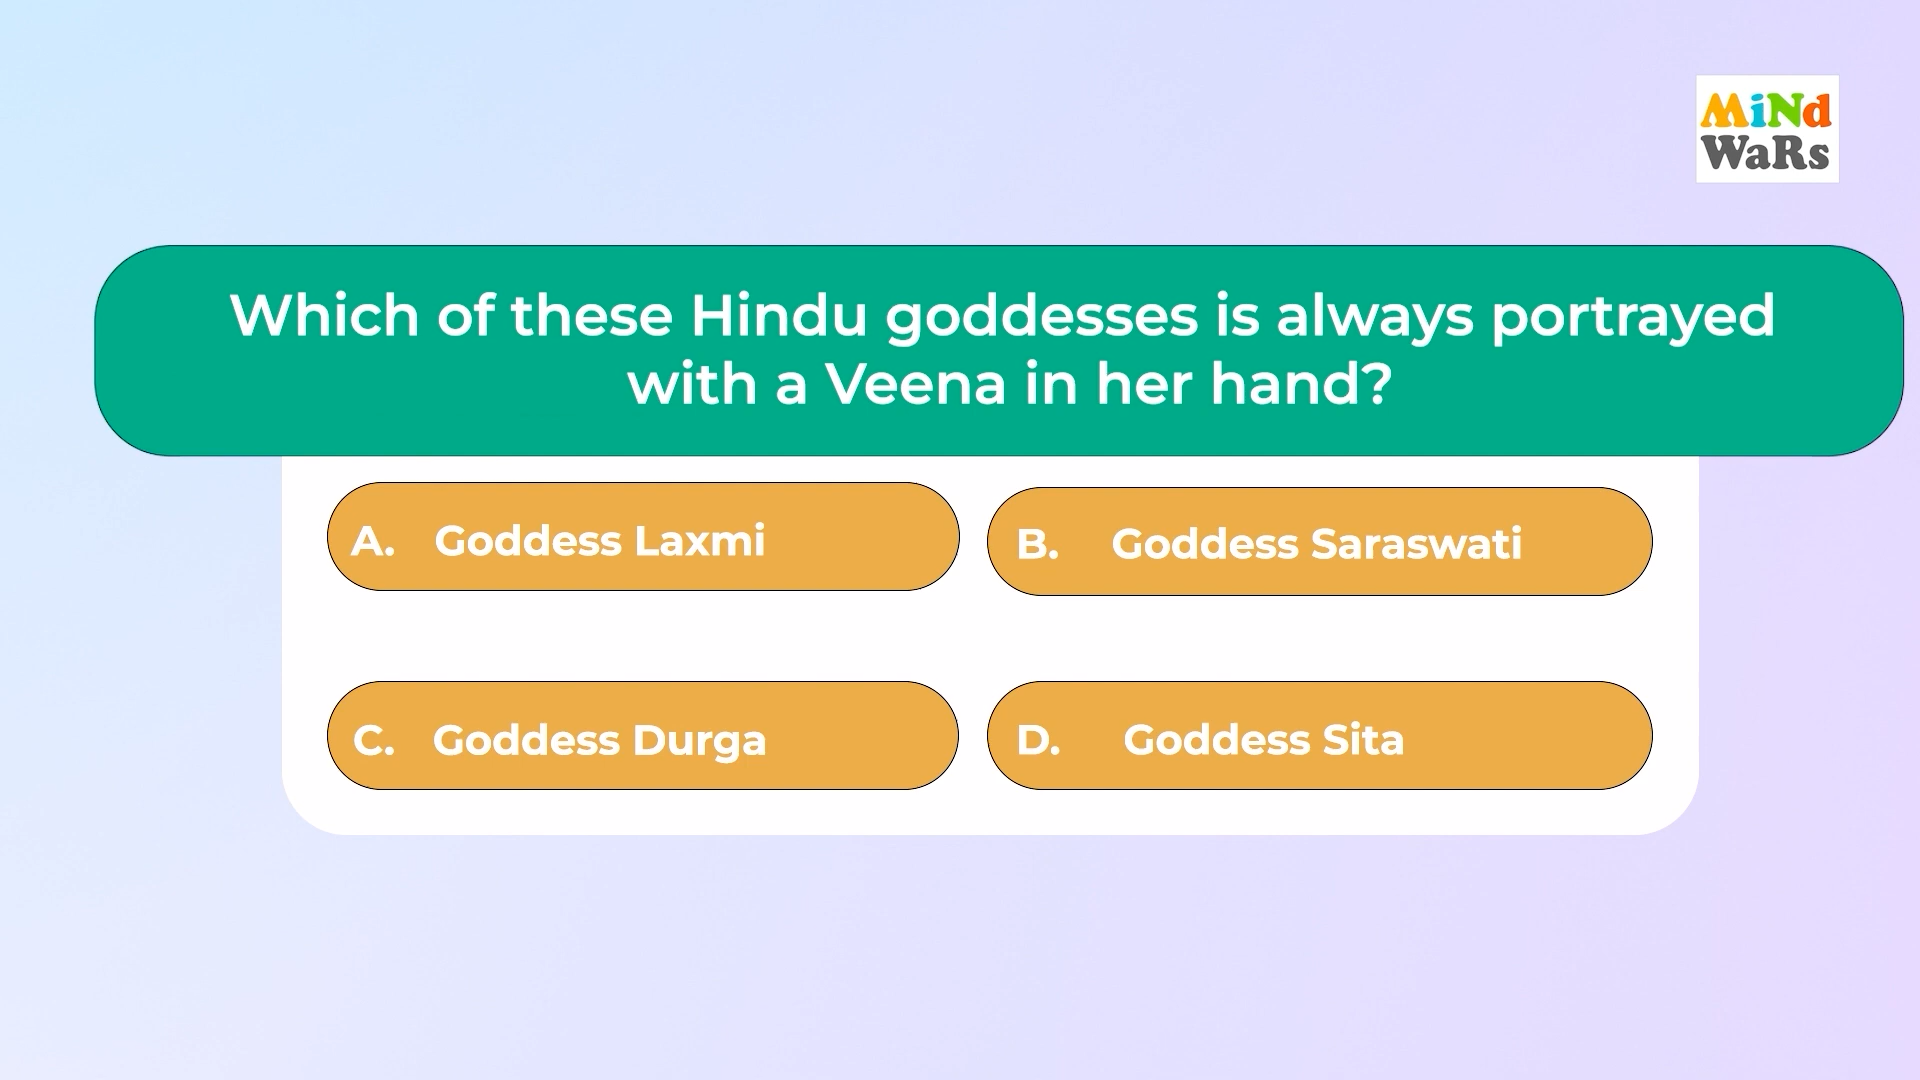 MiNd
WaRs
Which of these Hindu goddesses is always portrayed
with a Veena in her hand?
A. Goddess Laxmi
B. Goddess Saraswati
C. Goddess Durga
D. Goddess Sita